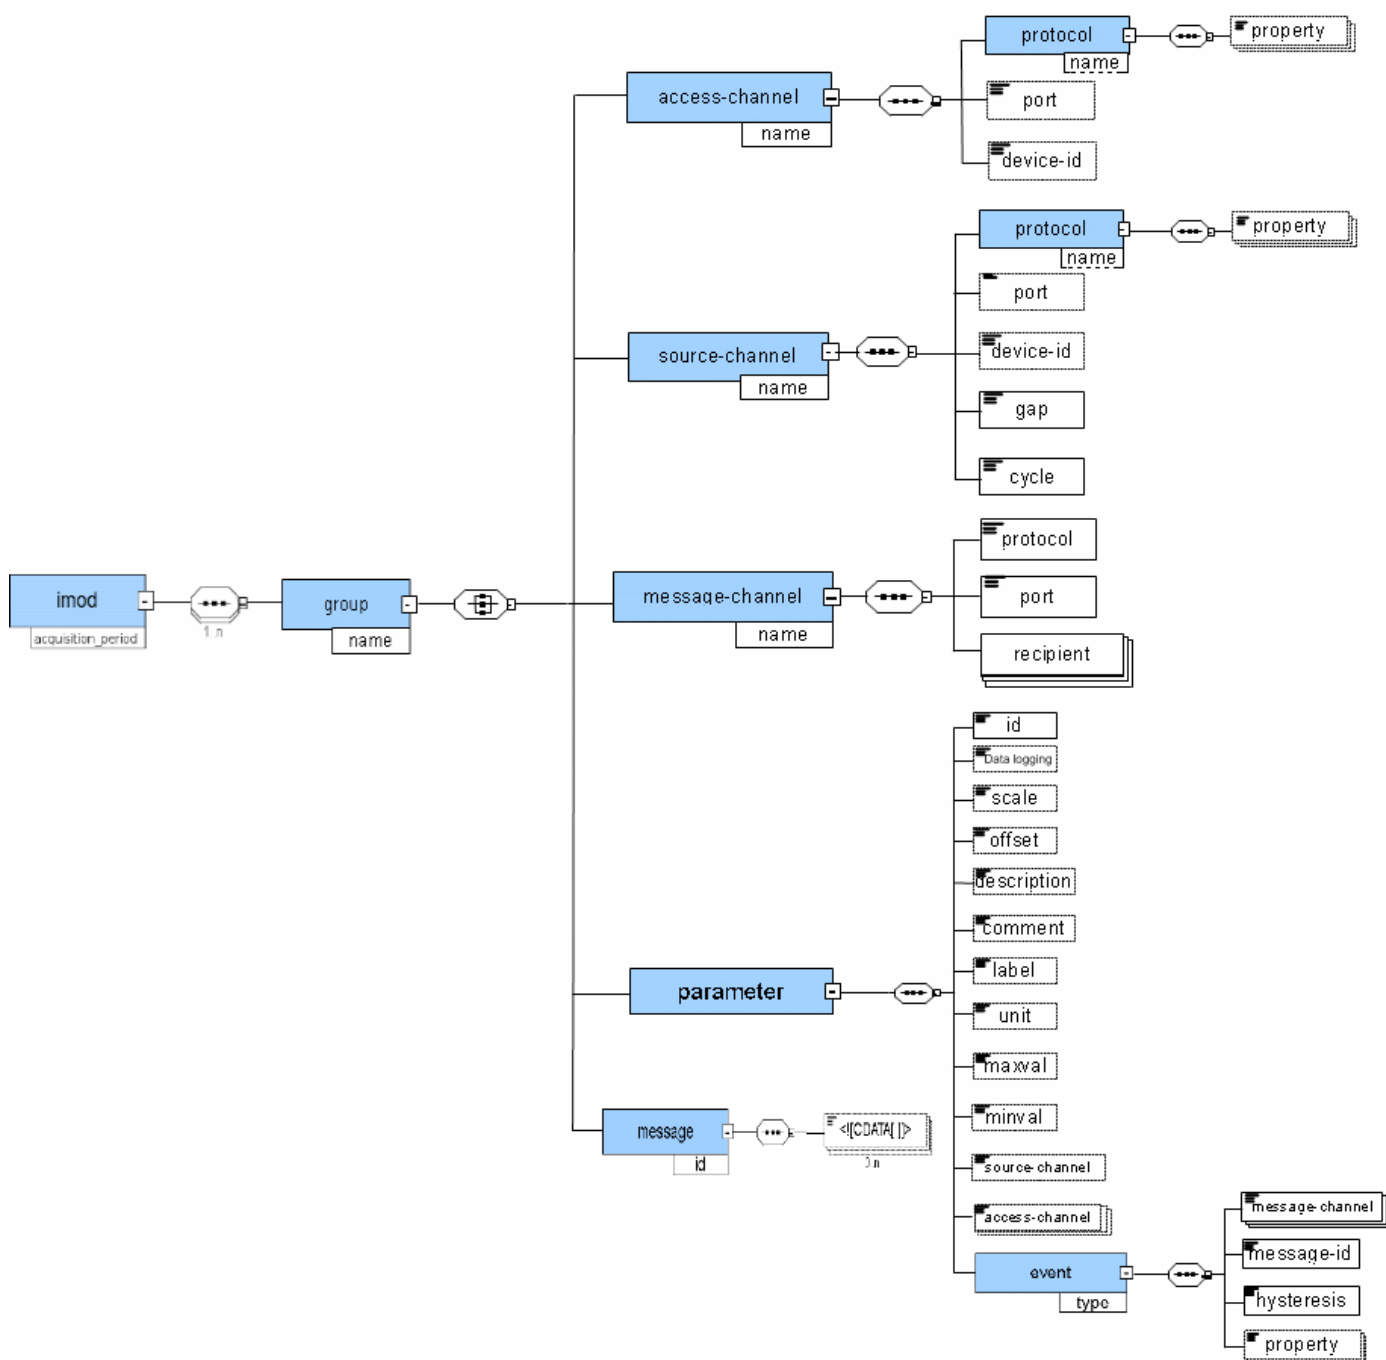 protocol
name
property
access-channel
name
port
device-id
protocol
name
property
port
source-channel
name
device-id
gap
cycle
protocol
imod
acquisition_period
1..n
group
name
message-channel
name
port
recipient
id
Data logging
scale
offset
description
comment
label
parameter
unit
maxval
minval
message
id
<![CDATA[ ]]>
0..n
source-channel
access-channel
event
type
message-channel
message-id
hysteresis
property